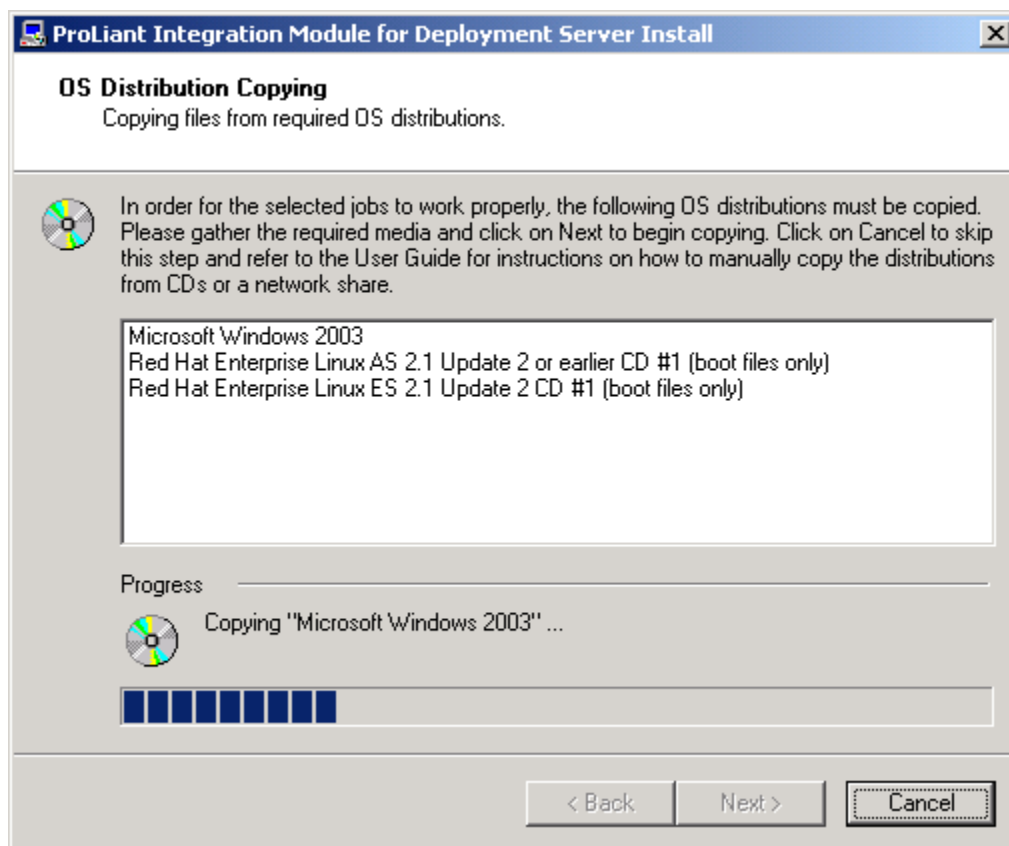 ProLiant Integration Module for Deployment Server Install
OS Distribution Copying
Copying files from required OS distributions.
In order for the selected jobs to work properly, the following OS distributions must be copied.
Please gather the required media and click on Next to begin copying. Click on Cancel to skip
this step and refer to the User Guide for instructions on how to manually copy the distributions
from CDs or a network share.
Microsoft Windows 2003
Red Hat Enterprise Linux AS 2.1 Update 2 or earlier CD #1 (boot files only)
Red Hat Enterprise Linux ES 2.1 Update 2 CD #1 (boot files only)
Progress
Copying "Microsoft Windows 2003" ...
< Back Next > Cancel